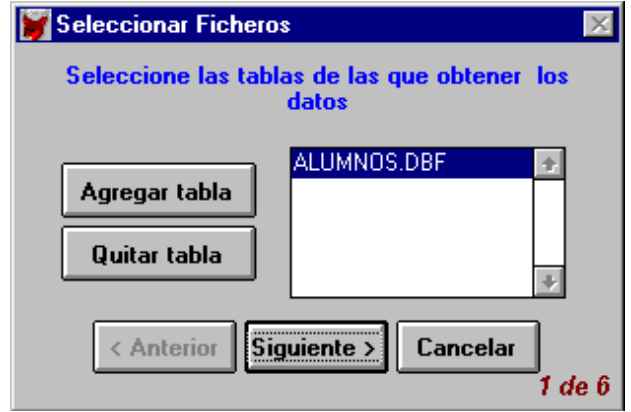 Seleccionar Ficheros
Seleccione las tablas de las que obtener los
datos
ALUMNOS.DBF
Agregar tabla
Quitar tabla
< Anterior
Siguiente >
Cancelar
1 de 6